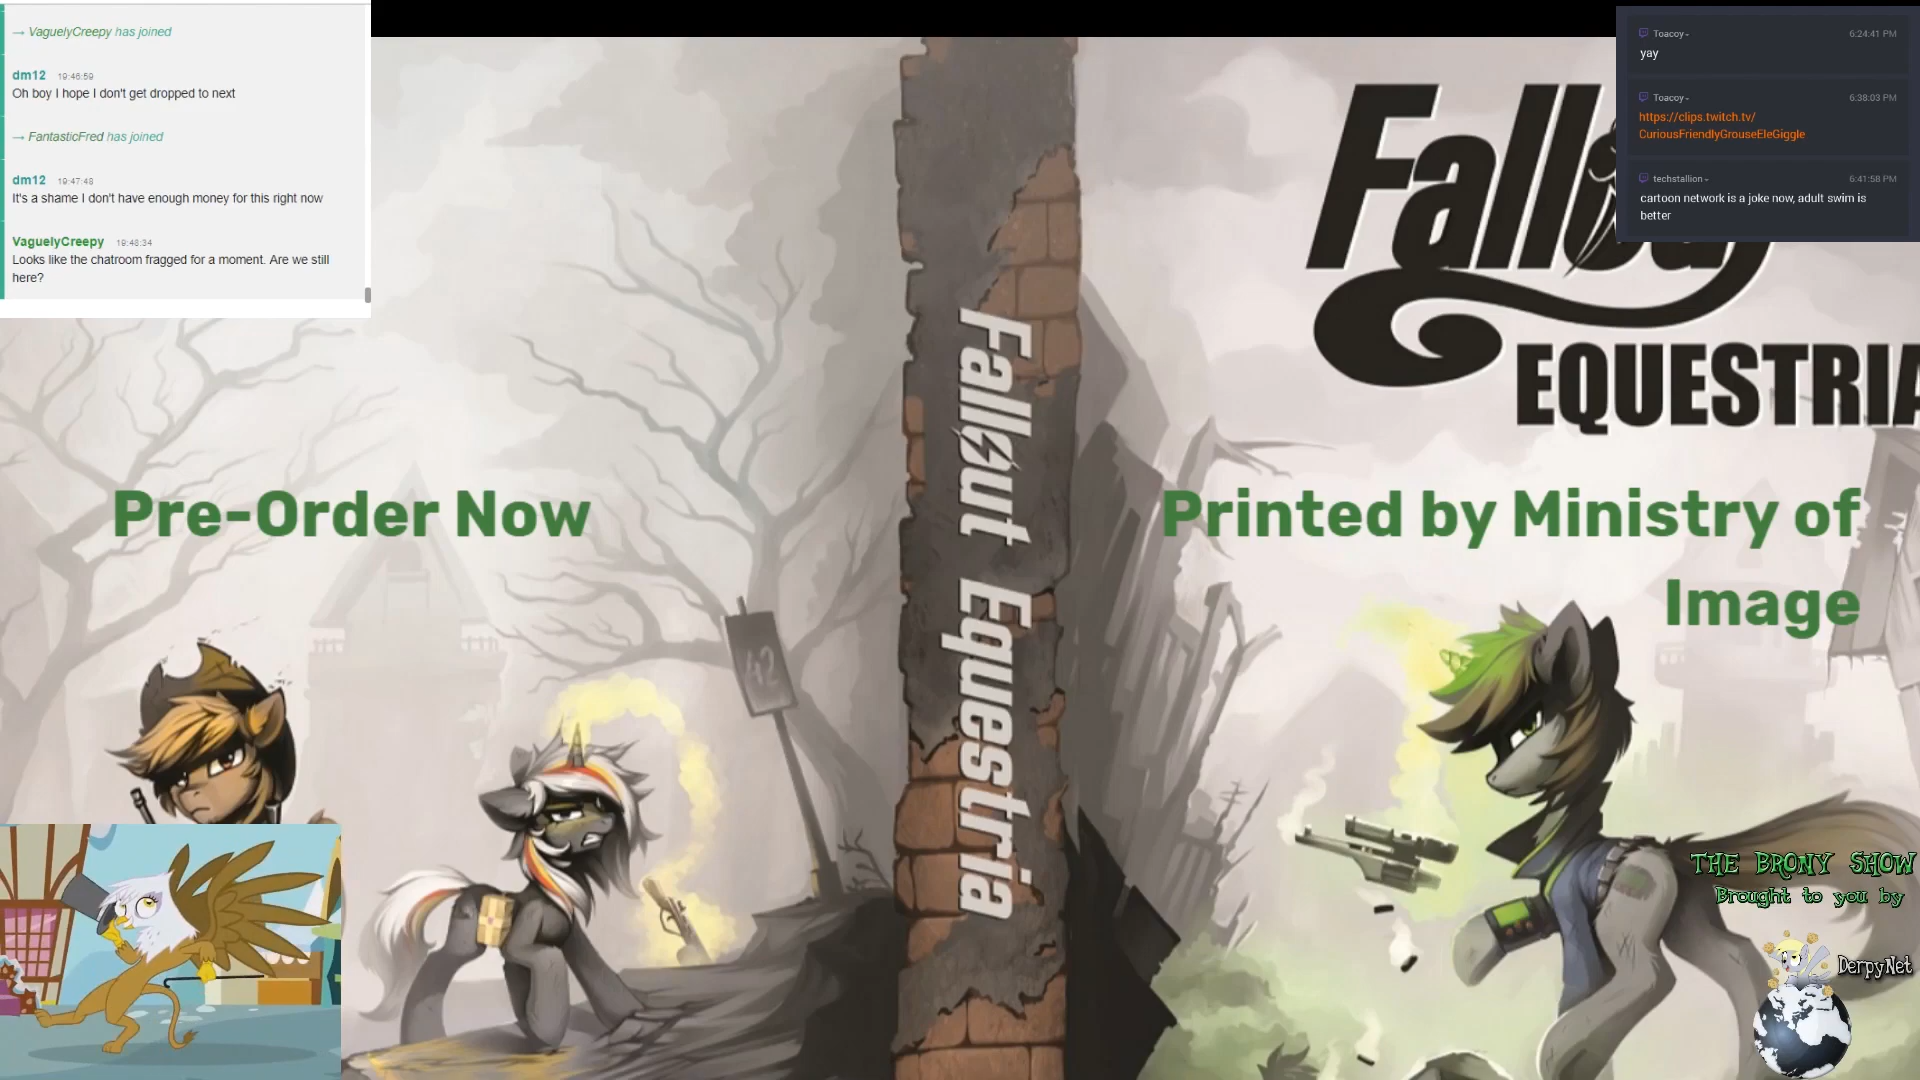 → VaguelyCreepy has joined
dm12 19:46:59
Oh boy I hope I don't get dropped to next
→ FantasticFred has joined
dm12 19:47:48
It's a shame I don't have enough money for this right now
VaguelyCreepy 19:48:34
Looks like the chatroom fragged for a moment. Are we still
here?
Toacoy 6:24:41 PM
yay
Toacoy 6:38:03 PM
https://clips.twitch.tv/
CuriousFriendlyGrouseEleGiggle
techstallion 6:41:58 PM
cartoon network is a joke now, adult swim is
better
EQUESTRIA
Fallout Equestria
Pre-Order Now
Printed by Ministry of
Image
42
THE BRONY SHOW
Brought to you by
DerpyNet